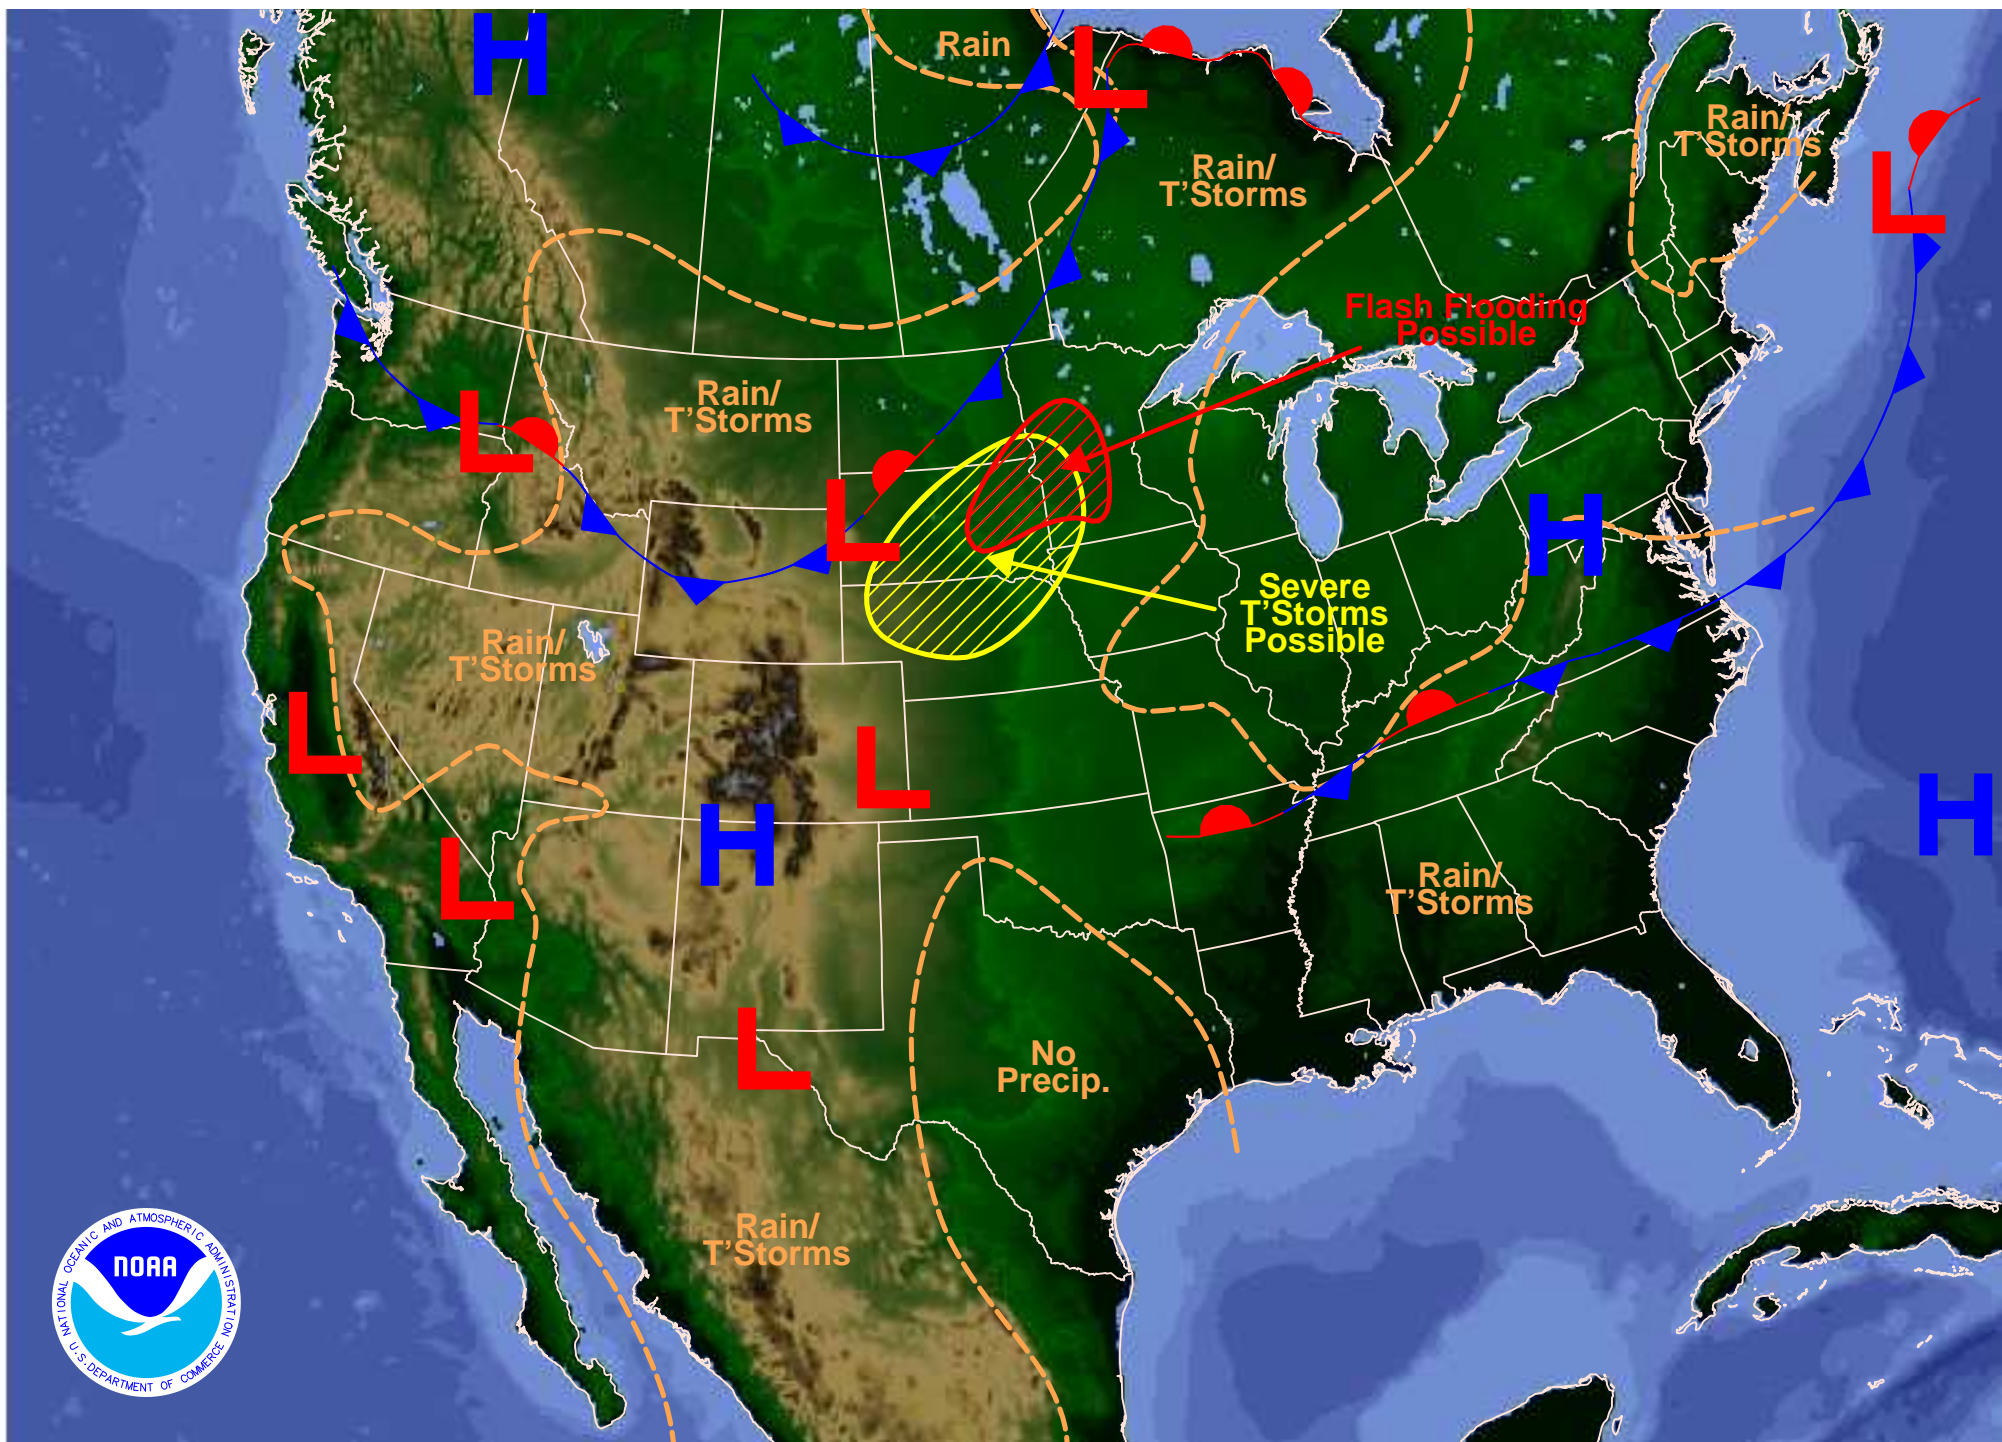 H
Rain
L
Rain/
T'Storms
Rain/
T'Storms
L
Flash Flooding
Possible
Rain/
T'Storms
L
L
H
Severe
T'Storms
Possible
Rain/
T'Storms
L
L
H
H
L
Rain/
T'Storms
L
No
Precip.
Rain/
T'Storms
NATIONAL OCEANIC AND ATMOSPHERIC ADMINISTRATION
NOAA
U.S. DEPARTMENT OF COMMERCE